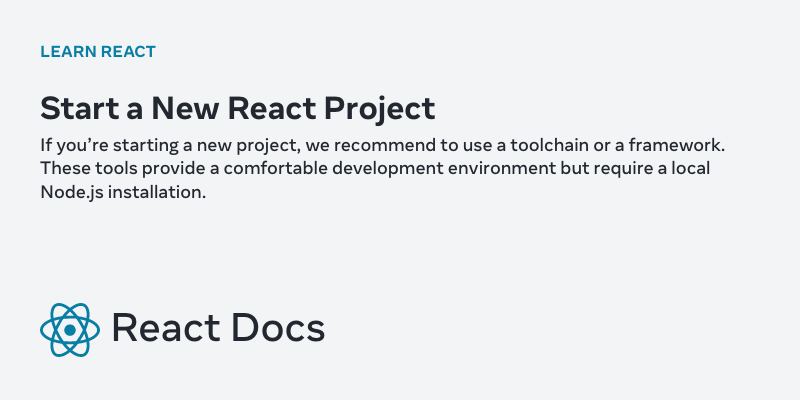 LEARN REACT
Start a New React Project
If you’re starting a new project, we recommend to use a toolchain or a framework.
These tools provide a comfortable development environment but require a local
Node.js installation.
React Docs